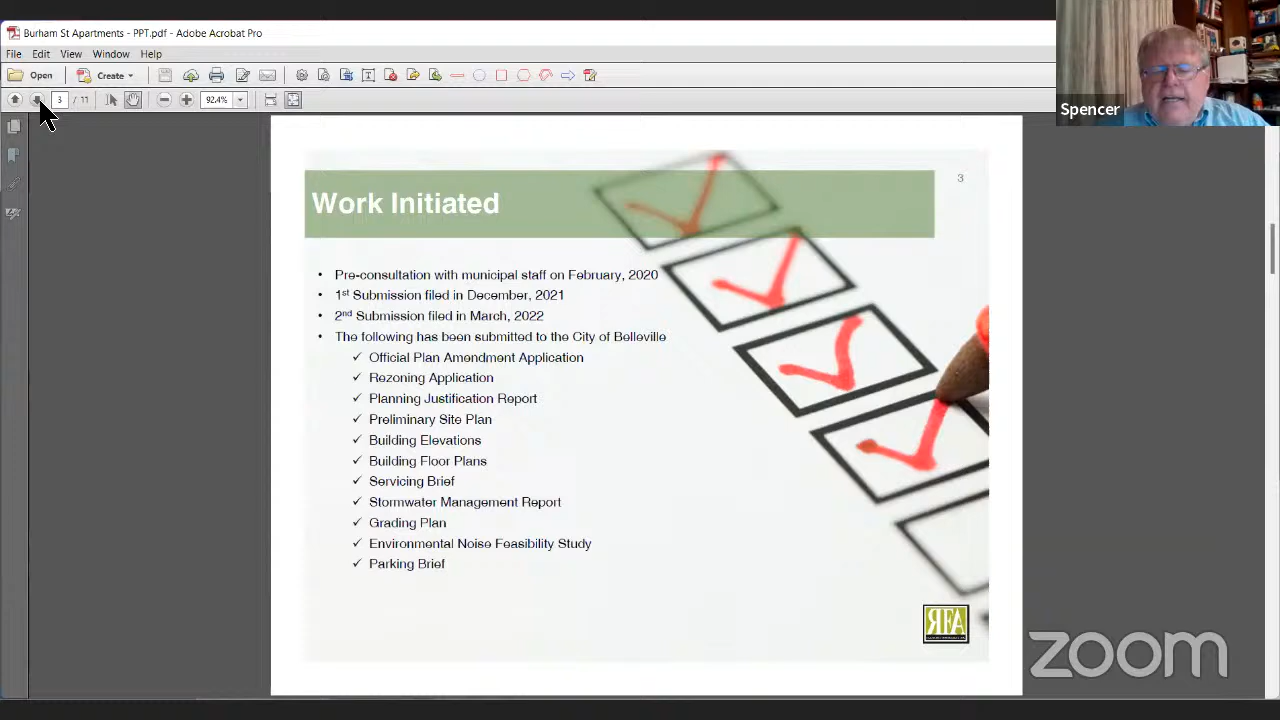 Burham St Apartments - PPT.pdf - Adobe Acrobat Pro
File Edit View Window Help
Open Create
3 / 11 92.4%
Spencer
3
Work Initiated
• Pre-consultation with municipal staff on February, 2020
• 1st Submission filed in December, 2021
• 2nd Submission filed in March, 2022
• The following has been submitted to the City of Belleville
✓ Official Plan Amendment Application
✓ Rezoning Application
✓ Planning Justification Report
✓ Preliminary Site Plan
✓ Building Elevations
✓ Building Floor Plans
✓ Servicing Brief
✓ Stormwater Management Report
✓ Grading Plan
✓ Environmental Noise Feasibility Study
✓ Parking Brief
RFA
zoom